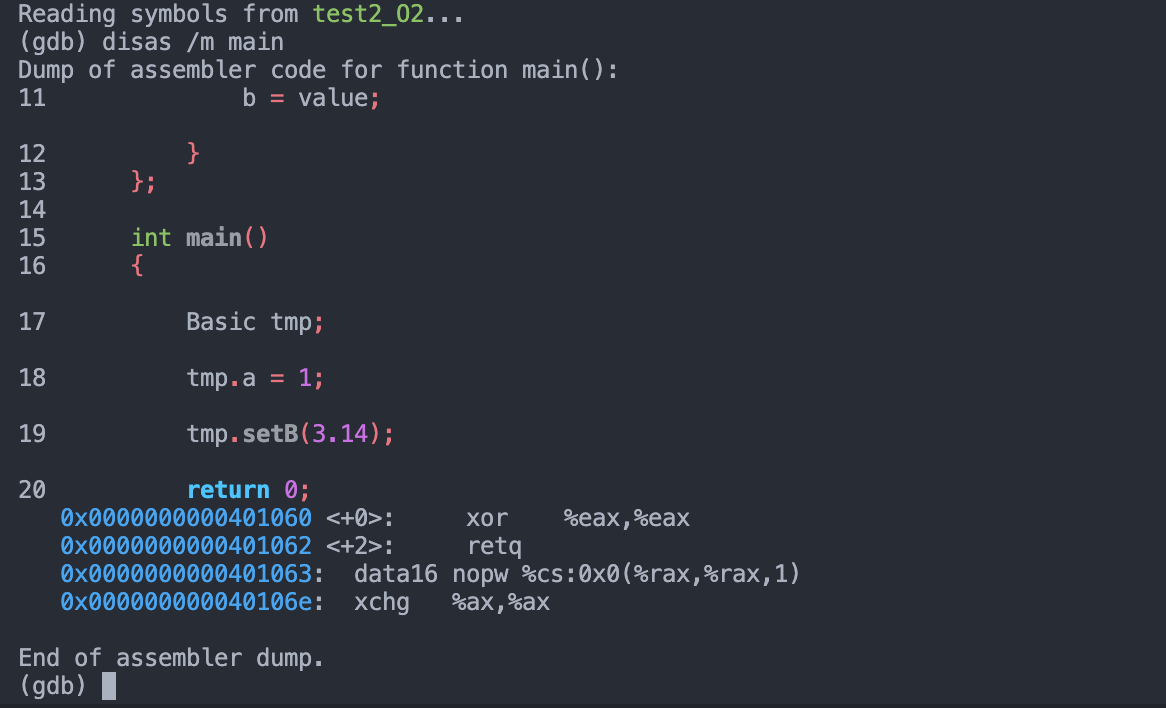 Reading symbols from test2_O2...
(gdb) disas /m main
Dump of assembler code for function main():
11              b = value;
12          }
13      };
14
15      int main()
16      {
17          Basic tmp;
18          tmp.a = 1;
19          tmp.setB(3.14);
20          return 0;
   0x0000000000401060 <+0>:     xor    %eax,%eax
   0x0000000000401062 <+2>:     retq
   0x0000000000401063:  data16 nopw %cs:0x0(%rax,%rax,1)
   0x000000000040106e:  xchg   %ax,%ax
End of assembler dump.
(gdb)